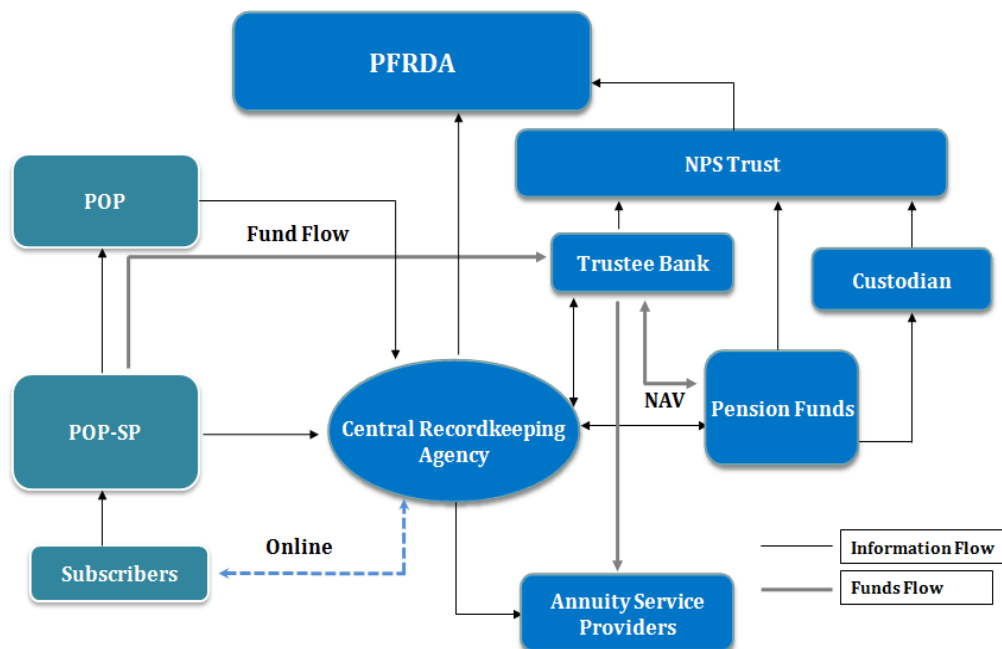 PFRDA
NPS Trust
POP
Fund Flow
Trustee Bank
Custodian
POP-SP
Central Recordkeeping
Agency
NAV
Pension Funds
Online
Subscribers
Information Flow
Funds Flow
Annuity Service
Providers